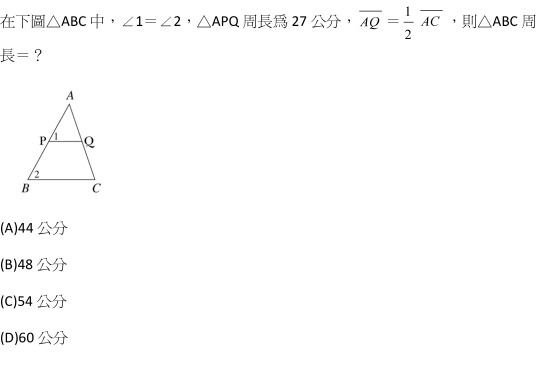 在下圖△ABC 中，∠1＝∠2，△APQ 周長為 27 公分， $\overline{AQ}$ ＝ $\frac{1}{2}$ $\overline{AC}$ ，則△ABC 周
長＝？
A
P 1 Q
2
B C
(A)44 公分
(B)48 公分
(C)54 公分
(D)60 公分